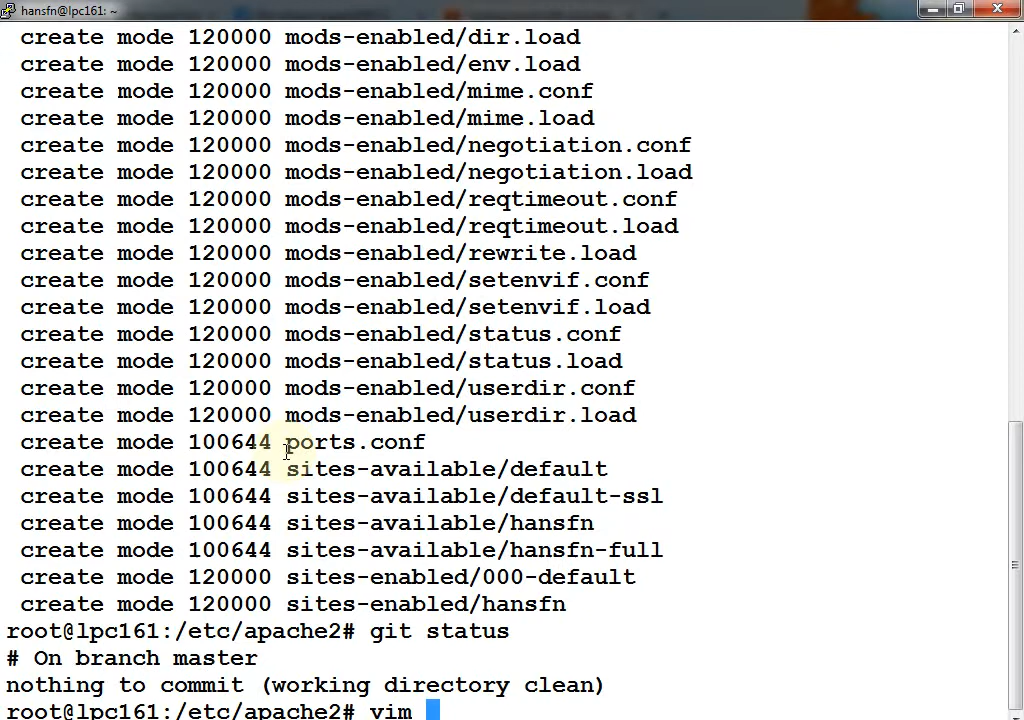 hansfn@lpc161: ~
create mode 120000 mods-enabled/dir.load
create mode 120000 mods-enabled/env.load
create mode 120000 mods-enabled/mime.conf
create mode 120000 mods-enabled/mime.load
create mode 120000 mods-enabled/negotiation.conf
create mode 120000 mods-enabled/negotiation.load
create mode 120000 mods-enabled/reqtimeout.conf
create mode 120000 mods-enabled/reqtimeout.load
create mode 120000 mods-enabled/rewrite.load
create mode 120000 mods-enabled/setenvif.conf
create mode 120000 mods-enabled/setenvif.load
create mode 120000 mods-enabled/status.conf
create mode 120000 mods-enabled/status.load
create mode 120000 mods-enabled/userdir.conf
create mode 120000 mods-enabled/userdir.load
create mode 100644 ports.conf
create mode 100644 sites-available/default
create mode 100644 sites-available/default-ssl
create mode 100644 sites-available/hansfn
create mode 100644 sites-available/hansfn-full
create mode 120000 sites-enabled/000-default
create mode 120000 sites-enabled/hansfn
root@lpc161:/etc/apache2# git status
# On branch master
nothing to commit (working directory clean)
root@lpc161:/etc/apache2# vim